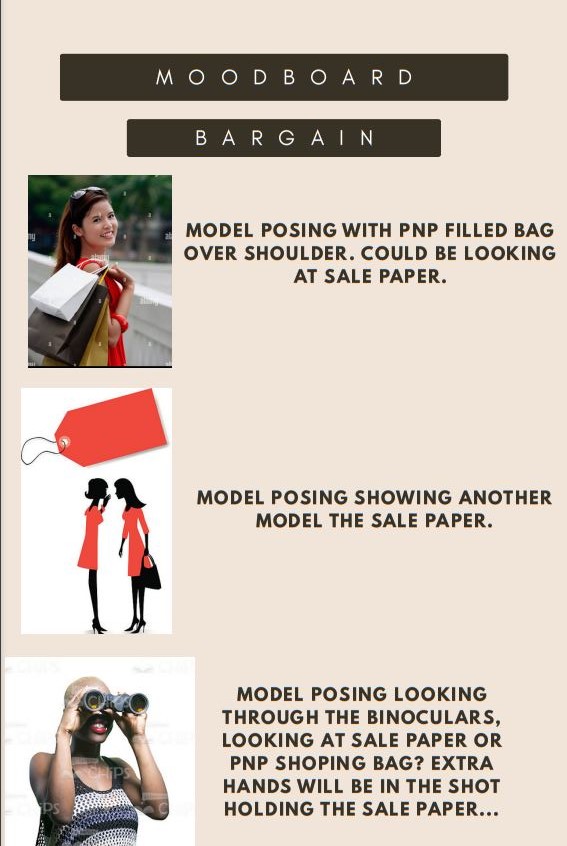 MOODBOARD
BARGAIN
MODEL POSING WITH PNP FILLED BAG
OVER SHOULDER. COULD BE LOOKING
AT SALE PAPER.
MODEL POSING SHOWING ANOTHER
MODEL THE SALE PAPER.
MODEL POSING LOOKING
THROUGH THE BINOCULARS,
LOOKING AT SALE PAPER OR
PNP SHOPING BAG? EXTRA
HANDS WILL BE IN THE SHOT
HOLDING THE SALE PAPER...